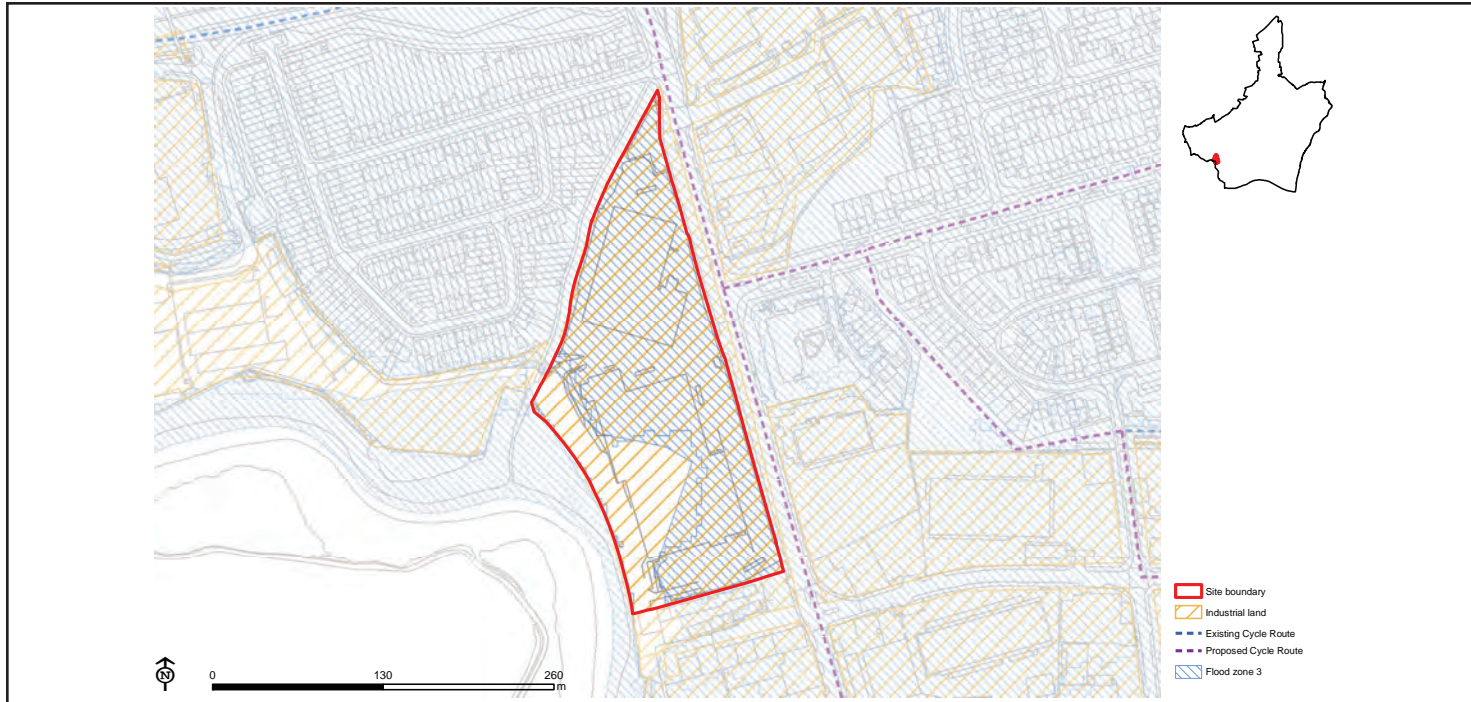 Site boundary
Industrial land
Existing Cycle Route
Proposed Cycle Route
Flood zone 3
N
0 130 260
m